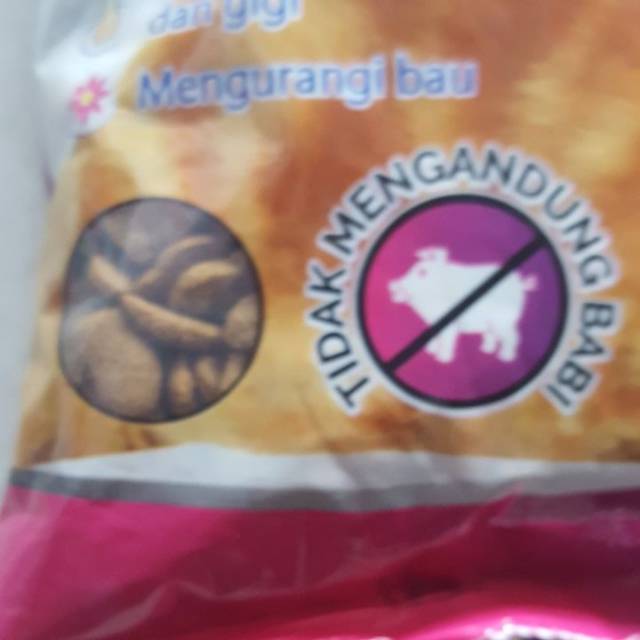 dan gigi
Mengurangi bau
TIDAK MENGANDUNG BABI